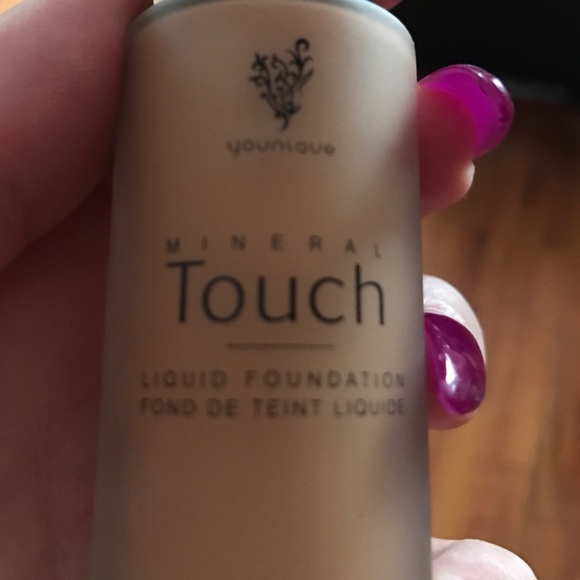 younique
MINERAL
Touch
LIQUID FOUNDATION
FOND DE TEINT LIQUIDE